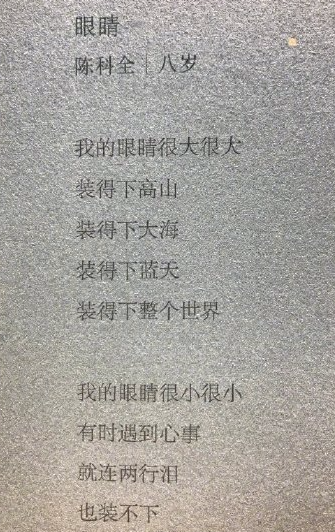 眼睛
陈科全｜八岁
我的眼睛很大很大
装得下高山
装得下大海
装得下蓝天
装得下整个世界
我的眼睛很小很小
有时遇到心事
就连两行泪
也装不下